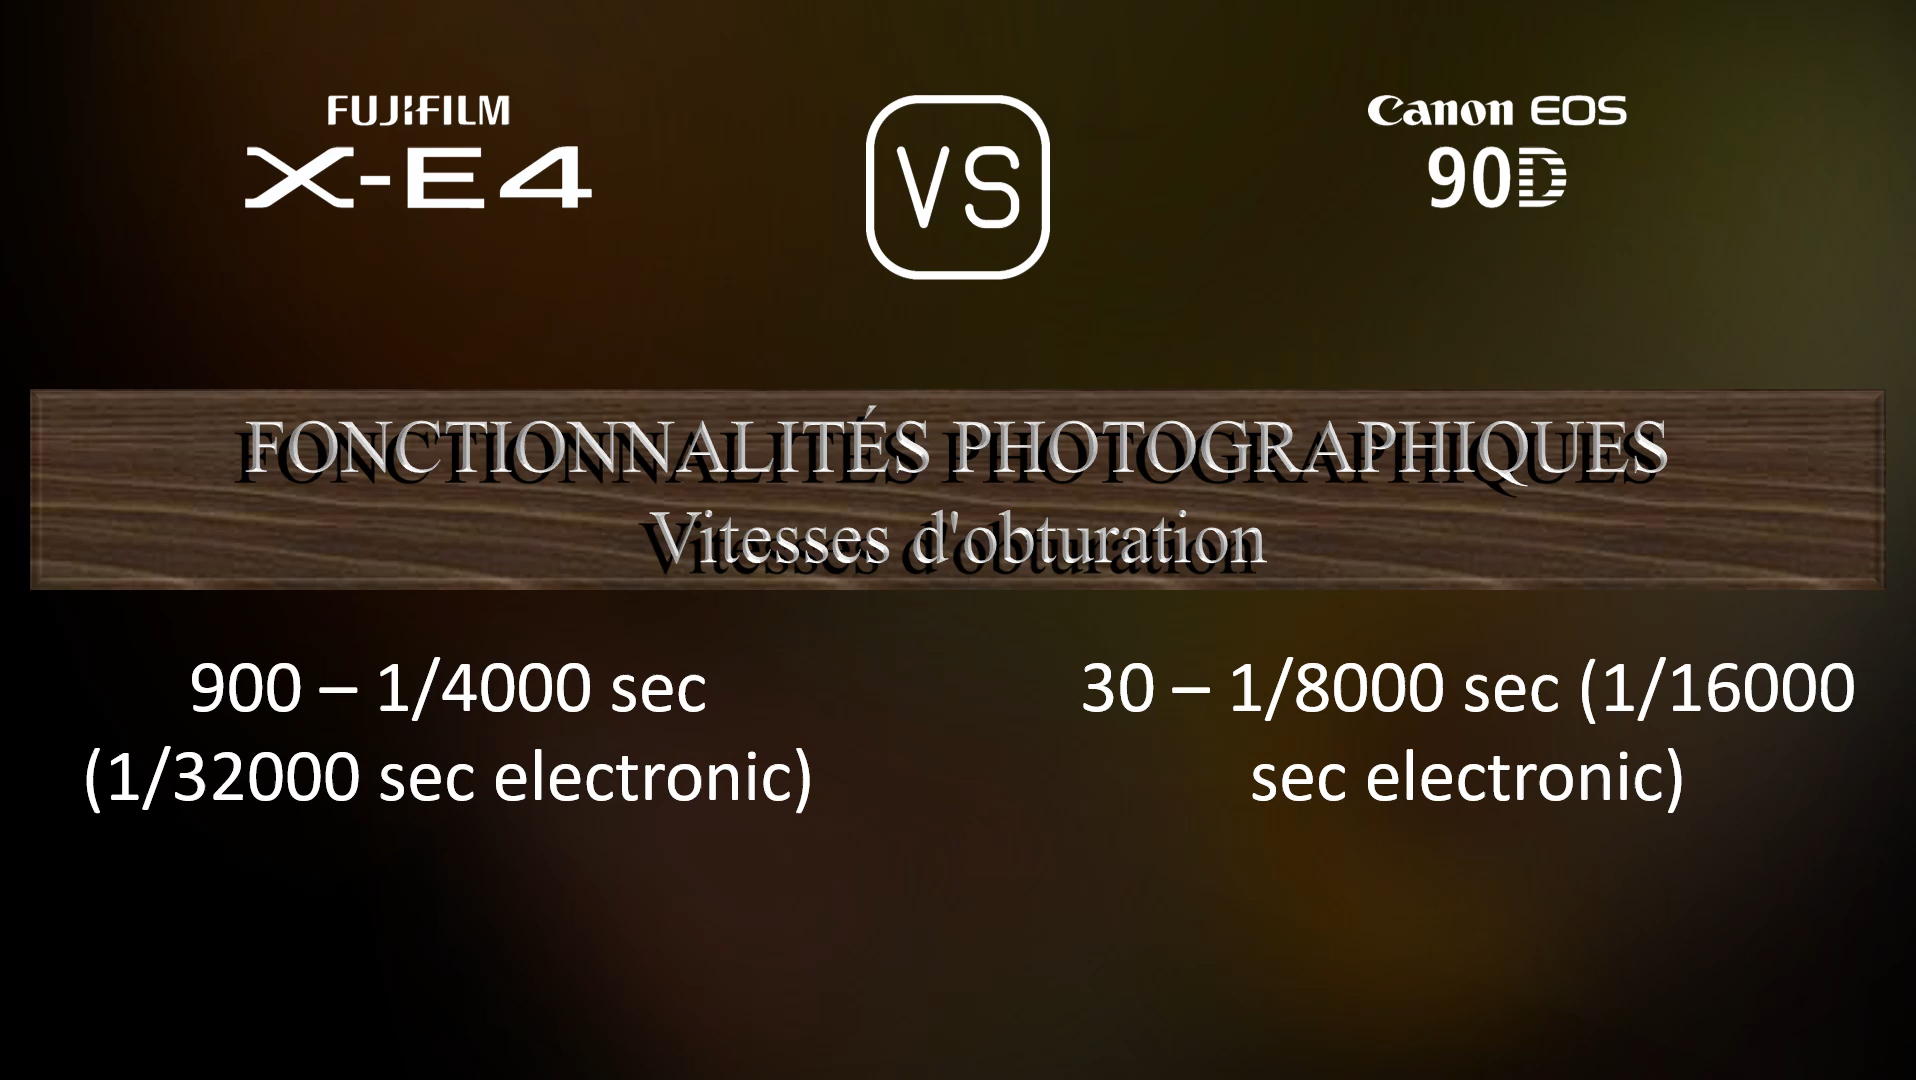 FUJIFILM
X-E4
VS
Canon EOS
90D
FONCTIONNALITÉS PHOTOGRAPHIQUES
Vitesses d'obturation
900 – 1/4000 sec
(1/32000 sec electronic)
30 – 1/8000 sec (1/16000
sec electronic)